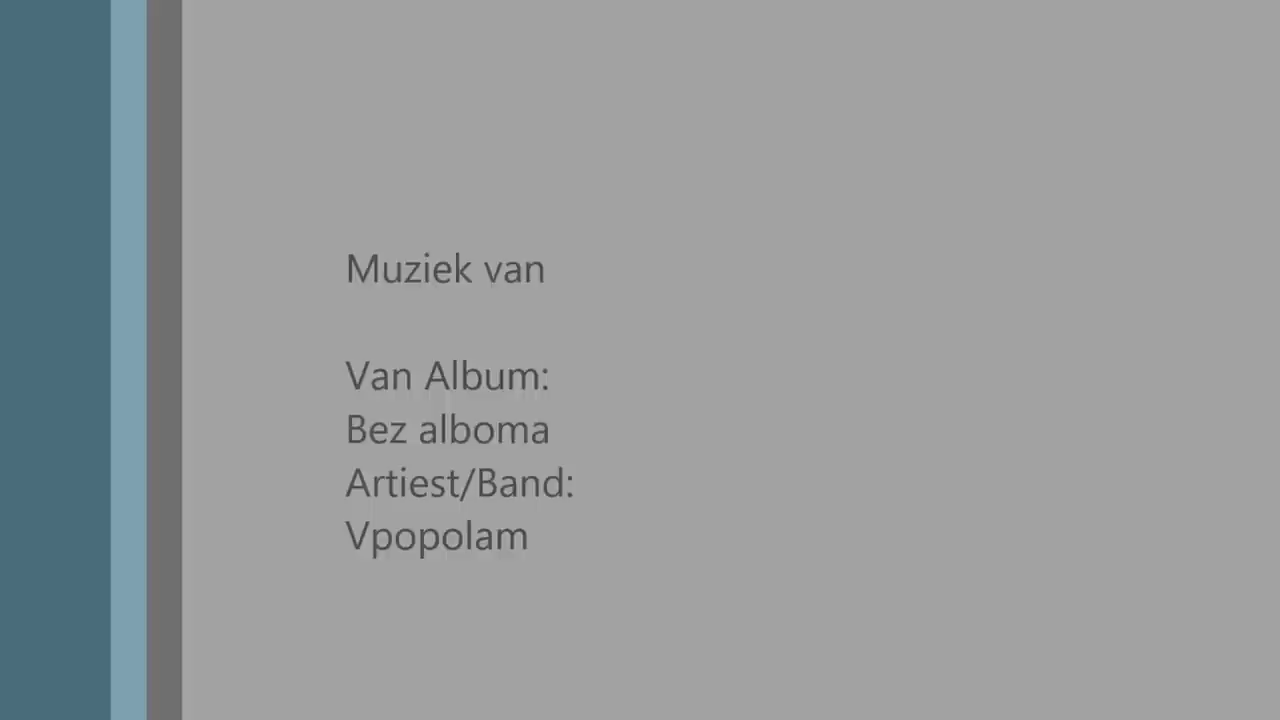 Muziek van
Van Album:
Bez alboma
Artiest/Band:
Vpopolam